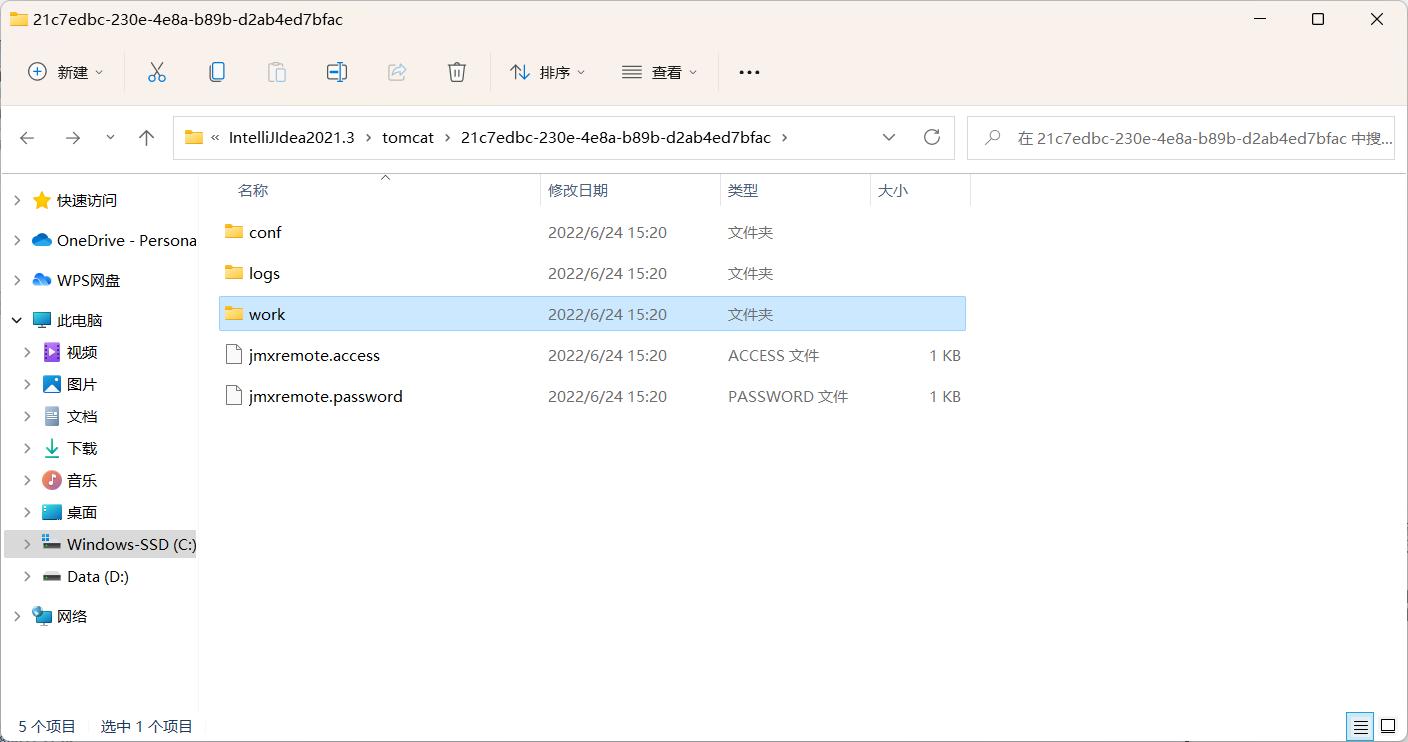 21c7edbc-230e-4e8a-b89b-d2ab4ed7bfac
新建 排序 查看
« IntelliJIdea2021.3 > tomcat > 21c7edbc-230e-4e8a-b89b-d2ab4ed7bfac > 在 21c7edbc-230e-4e8a-b89b-d2ab4ed7bfac 中搜...
名称 修改日期 类型 大小
快速访问
OneDrive - Persona
WPS网盘
此电脑
视频
图片
文档
下载
音乐
桌面
Windows-SSD (C:)
Data (D:)
网络
conf 2022/6/24 15:20 文件夹
logs 2022/6/24 15:20 文件夹
work 2022/6/24 15:20 文件夹
jmxremote.access 2022/6/24 15:20 ACCESS 文件 1 KB
jmxremote.password 2022/6/24 15:20 PASSWORD 文件 1 KB
5 个项目 选中 1 个项目